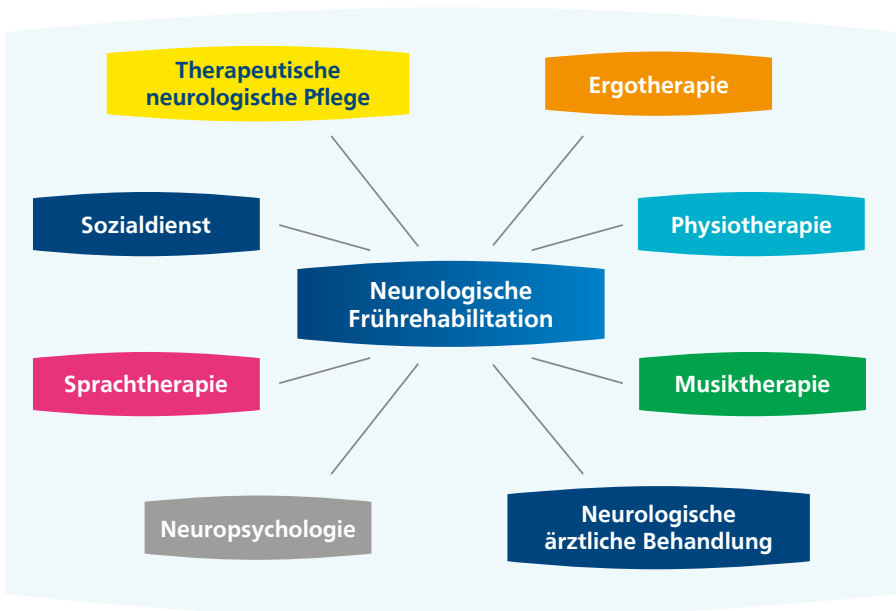 Therapeutische
neurologische Pflege
Ergotherapie
Sozialdienst
Physiotherapie
Neurologische
Frührehabilitation
Sprachtherapie
Musiktherapie
Neuropsychologie
Neurologische
ärztliche Behandlung